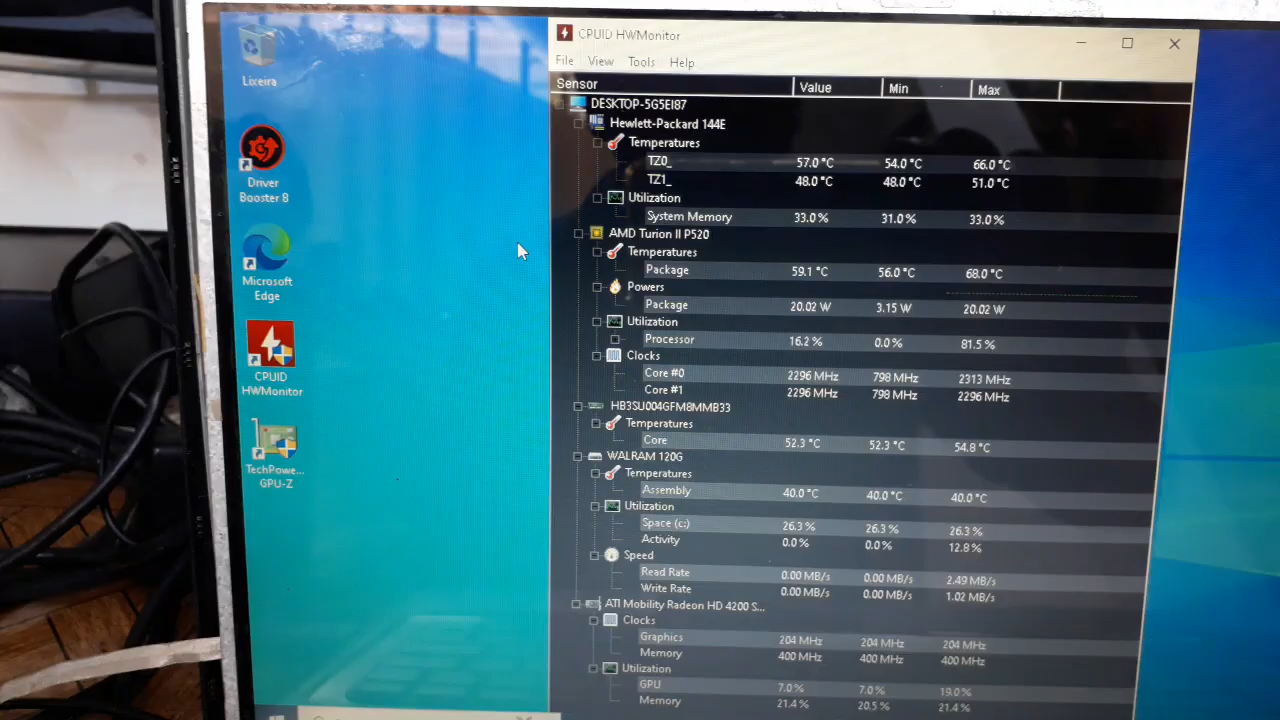 Lixeira
Driver
Booster 8
Microsoft
Edge
CPUID
HWMonitor
TechPowe...
GPU-Z
CPUID HWMonitor
File View Tools Help
Sensor Value Min Max
DESKTOP-5G5EI87
Hewlett-Packard 144E
Temperatures
TZ0_ 57.0 °C 54.0 °C 66.0 °C
TZ1_ 48.0 °C 48.0 °C 51.0 °C
Utilization
System Memory 33.0 % 31.0 % 33.0 %
AMD Turion II P520
Temperatures
Package 59.1 °C 56.0 °C 68.0 °C
Powers
Package 20.02 W 3.15 W 20.02 W
Utilization
Processor 16.2 % 0.0 % 81.5 %
Clocks
Core #0 2296 MHz 798 MHz 2313 MHz
Core #1 2296 MHz 798 MHz 2296 MHz
HB3SU004GFM8MMB33
Temperatures
Core 52.3 °C 52.3 °C 54.8 °C
WALRAM 120G
Temperatures
Assembly 40.0 °C 40.0 °C 40.0 °C
Utilization
Space (c:) 26.3 % 26.3 % 26.3 %
Activity 0.0 % 0.0 % 12.8 %
Speed
Read Rate 0.00 MB/s 0.00 MB/s 2.49 MB/s
Write Rate 0.00 MB/s 0.00 MB/s 1.02 MB/s
ATI Mobility Radeon HD 4200 S...
Clocks
Graphics 204 MHz 204 MHz 204 MHz
Memory 400 MHz 400 MHz 400 MHz
Utilization
GPU 7.0 % 7.0 % 19.0 %
Memory 21.4 % 20.5 % 21.4 %